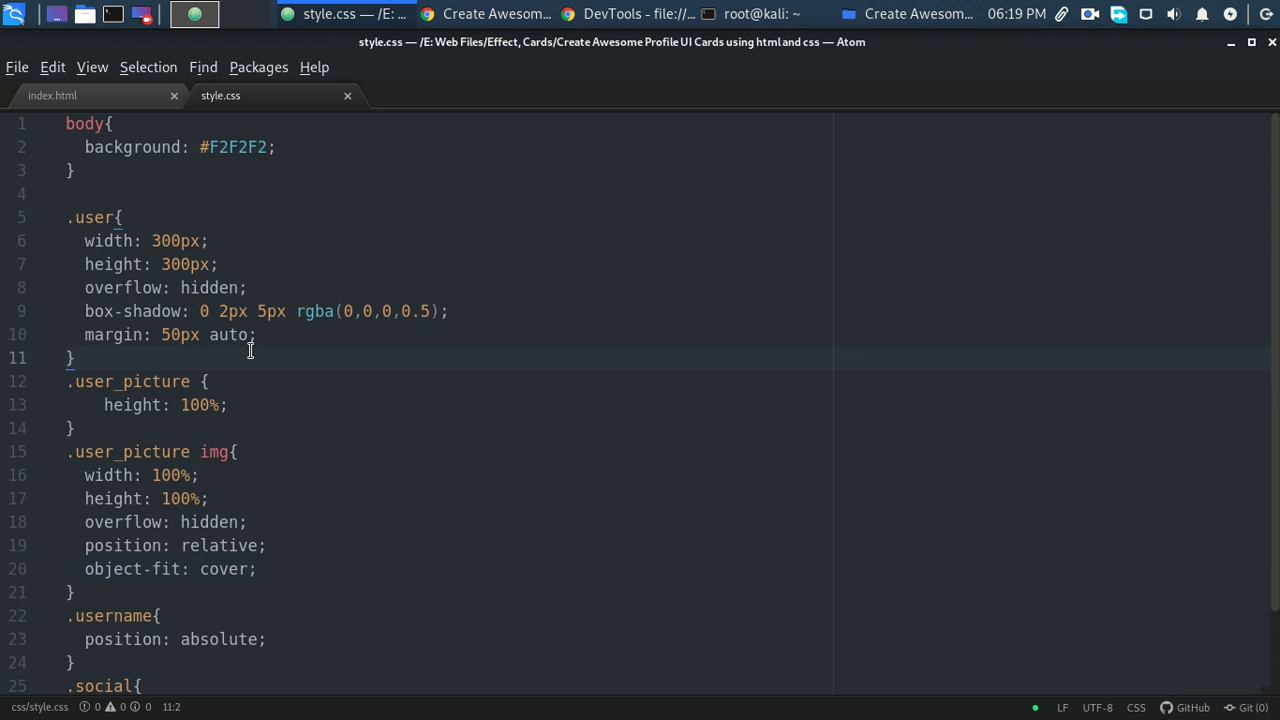 style.css — /E: ...
Create Awesom...
DevTools - file://...
root@kali: ~
Create Awesom...
06:19 PM
style.css — /E: Web Files/Effect, Cards/Create Awesome Profile UI Cards using html and css — Atom
File Edit View Selection Find Packages Help
index.html
style.css
1 body{
2 background: #F2F2F2;
3 }
4
5 .user{
6 width: 300px;
7 height: 300px;
8 overflow: hidden;
9 box-shadow: 0 2px 5px rgba(0,0,0,0.5);
10 margin: 50px auto;
11 }
12 .user_picture {
13 height: 100%;
14 }
15 .user_picture img{
16 width: 100%;
17 height: 100%;
18 overflow: hidden;
19 position: relative;
20 object-fit: cover;
21 }
22 .username{
23 position: absolute;
24 }
25 .social{
css/style.css 0 0 0 11:2 LF UTF-8 CSS GitHub Git (0)